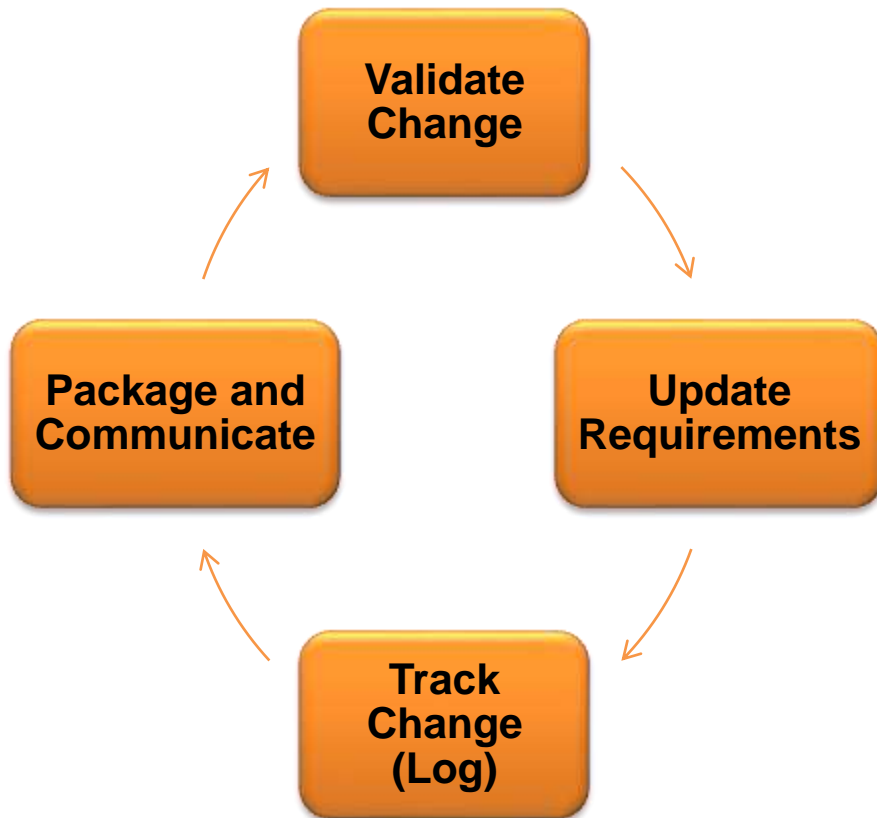 Validate
Change
Package and
Communicate
Update
Requirements
Track
Change
(Log)